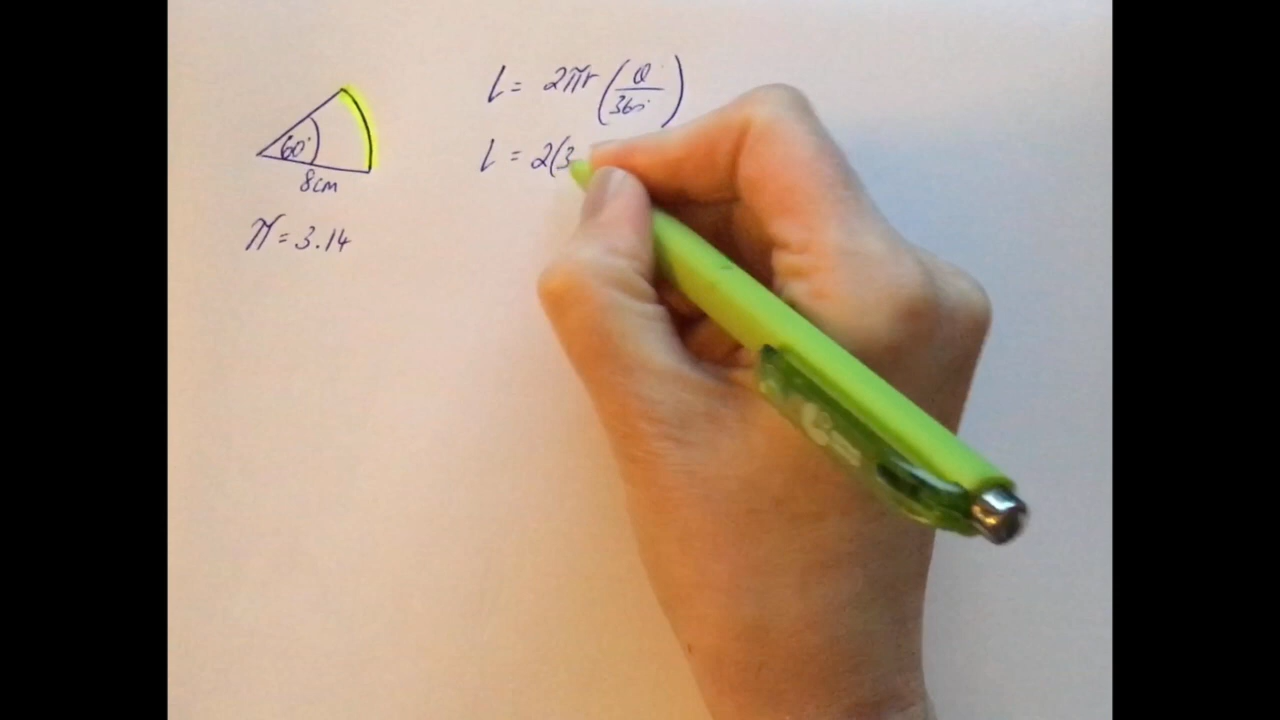 60°
8cm
π = 3.14
l = 2πr (θ/360°)
l = 2(3